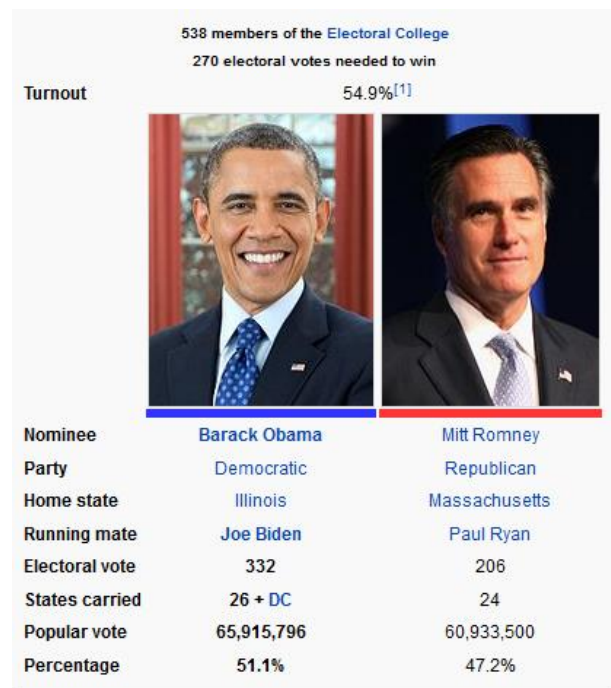 538 members of the Electoral College
270 electoral votes needed to win
Turnout 54.9%[1]
Nominee Barack Obama Mitt Romney
Party Democratic Republican
Home state Illinois Massachusetts
Running mate Joe Biden Paul Ryan
Electoral vote 332 206
States carried 26 + DC 24
Popular vote 65,915,796 60,933,500
Percentage 51.1% 47.2%